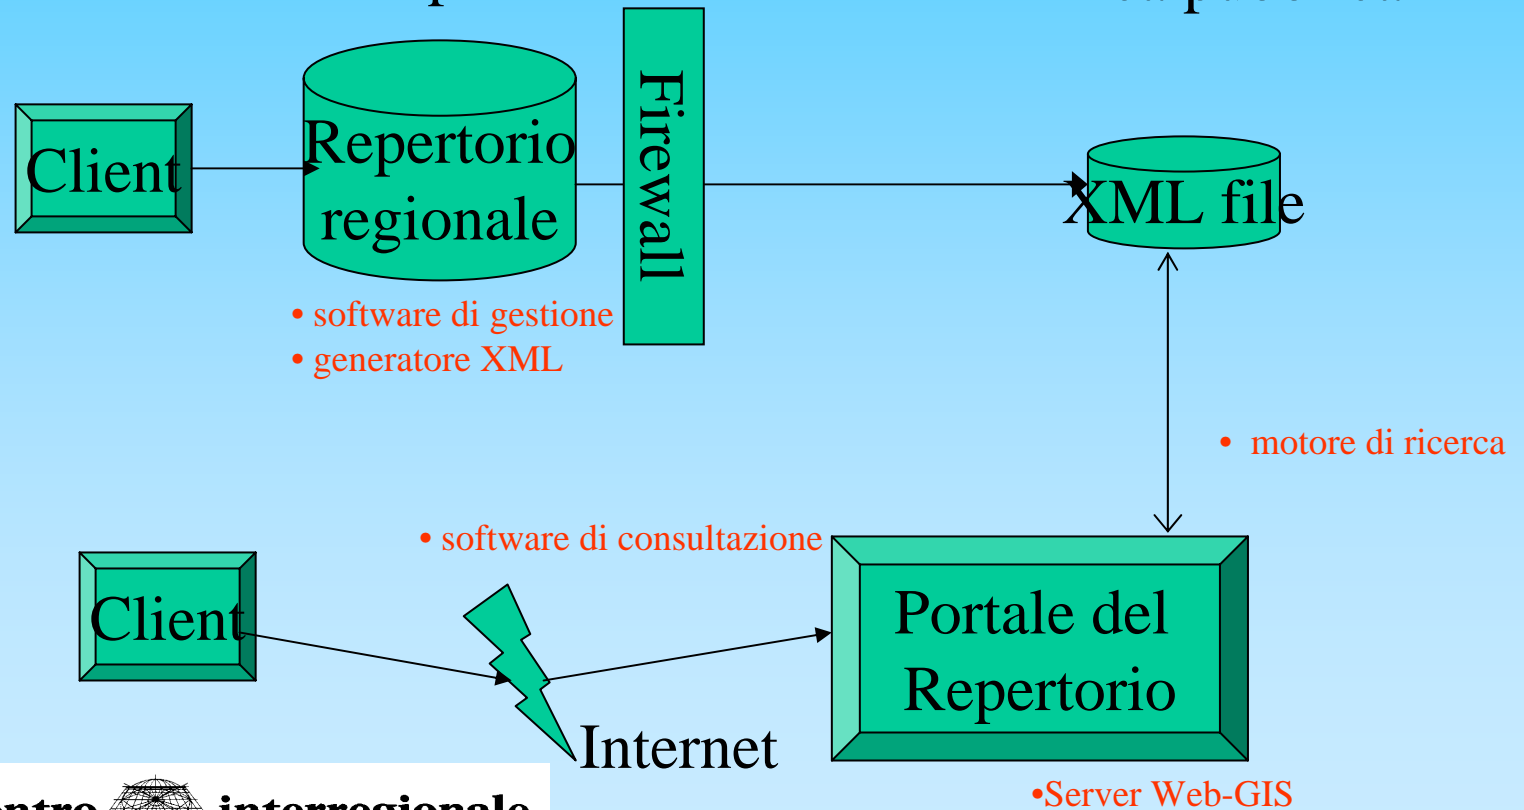 Client
Repertorio
regionale
Firewall
XML file
• software di gestione
• generatore XML
• motore di ricerca
• software di consultazione
Client
Internet
Portale del
Repertorio
•Server Web-GIS
interregionale